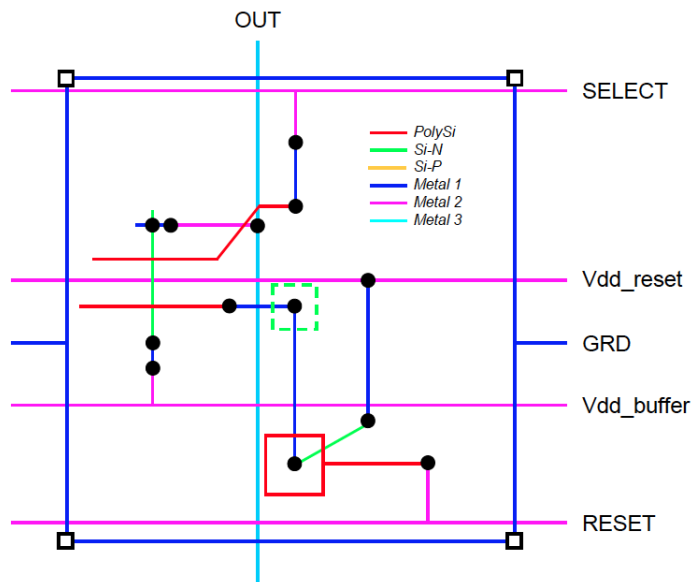 OUT
SELECT
PolySi
Si-N
Si-P
Metal 1
Metal 2
Metal 3
Vdd_reset
GRD
Vdd_buffer
RESET